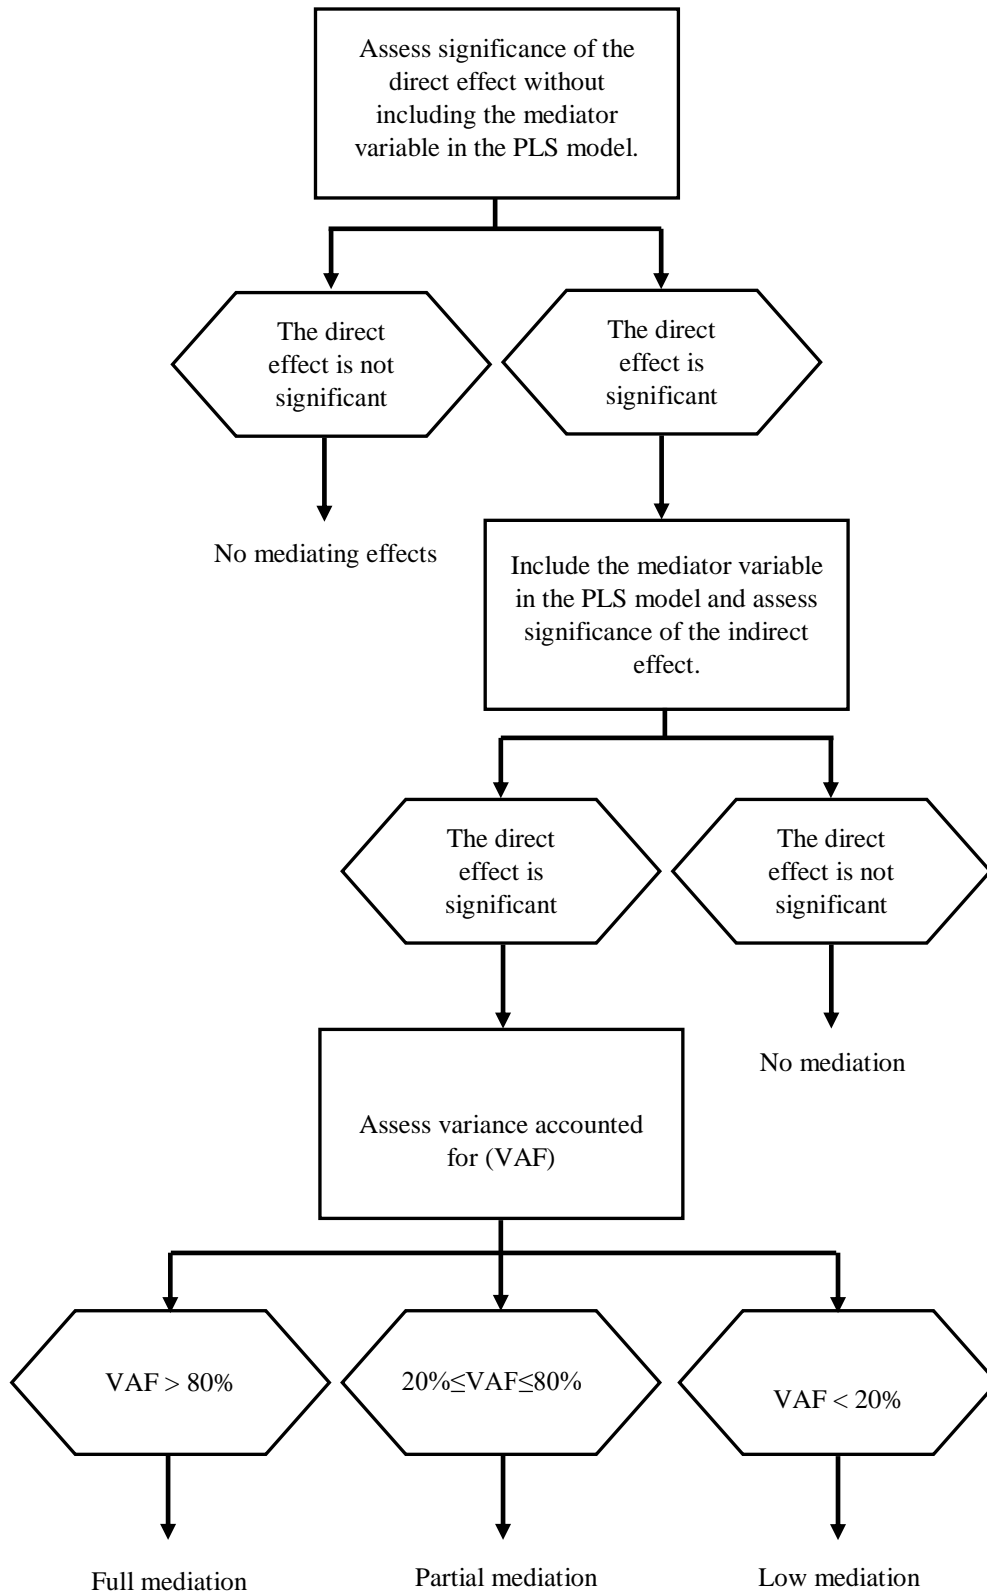 Assess significance of the
direct effect without
including the mediator
variable in the PLS model.
The direct
effect is not
significant
The direct
effect is
significant
No mediating effects
Include the mediator variable
in the PLS model and assess
significance of the indirect
effect.
The direct
effect is
significant
The direct
effect is not
significant
No mediation
Assess variance accounted
for (VAF)
VAF > 80%
20%≤VAF≤80%
VAF < 20%
Full mediation
Partial mediation
Low mediation